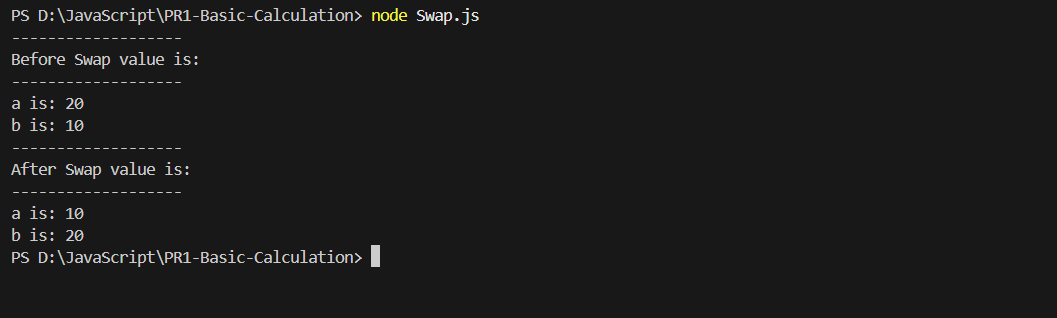 PS D:\JavaScript\PR1-Basic-Calculation> node Swap.js
-------------------
Before Swap value is:
-------------------
a is: 20
b is: 10
-------------------
After Swap value is:
-------------------
a is: 10
b is: 20
PS D:\JavaScript\PR1-Basic-Calculation>